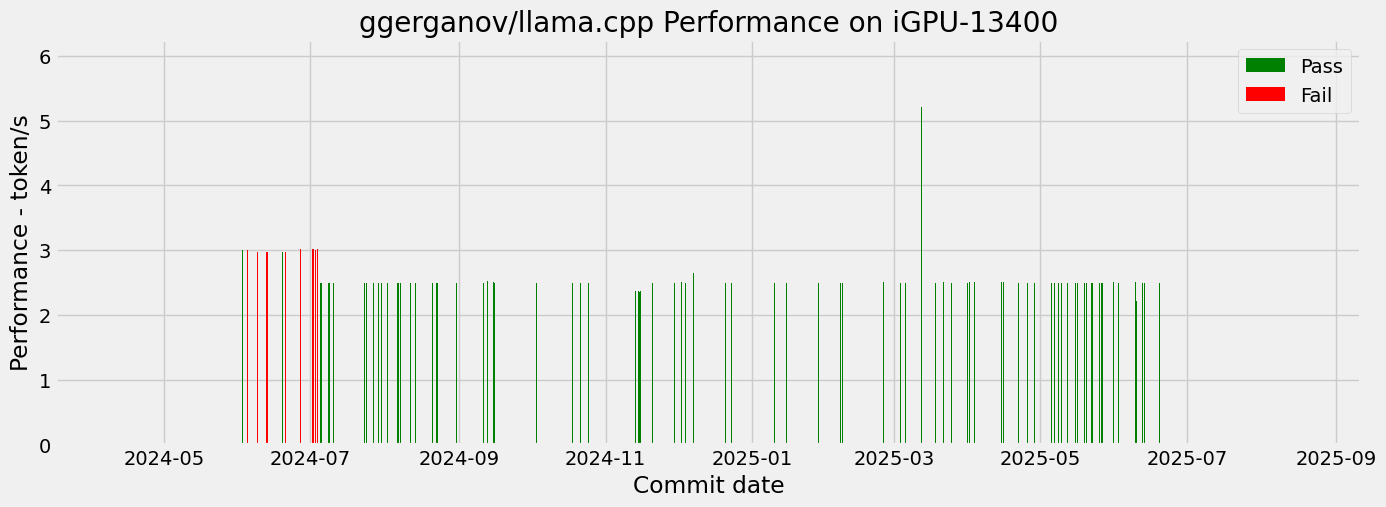 ggerganov/llama.cpp Performance on iGPU-13400
Pass
Fail
Performance - token/s
6
5
4
3
2
1
0
2024-05 2024-07 2024-09 2024-11 2025-01 2025-03 2025-05 2025-07 2025-09
Commit date